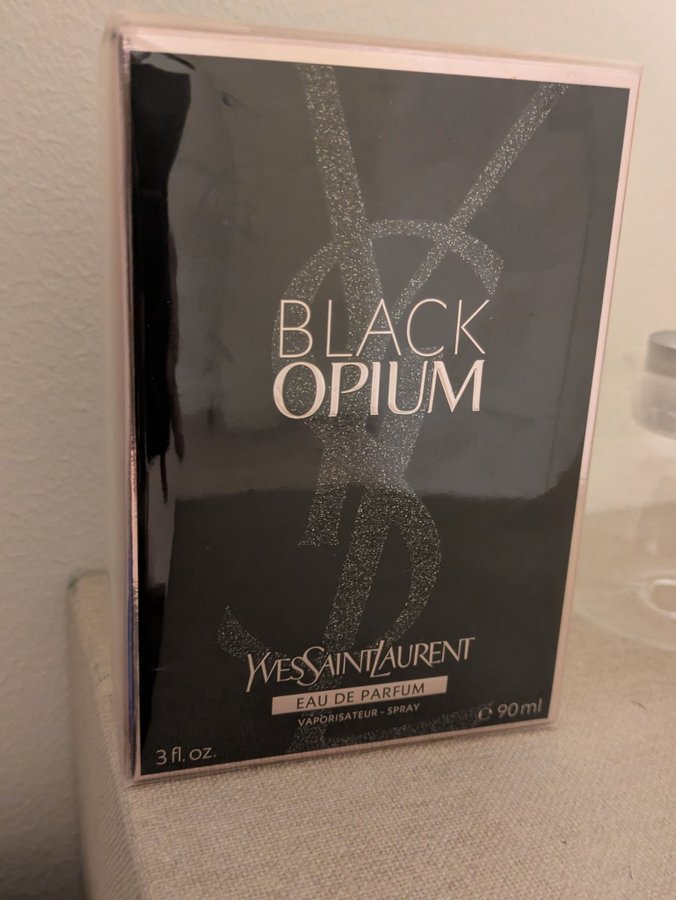 BLACK
OPIUM
YVESSAINTLAURENT
EAU DE PARFUM
VAPORISATEUR - SPRAY
3 fl. oz.
℮ 90 ml